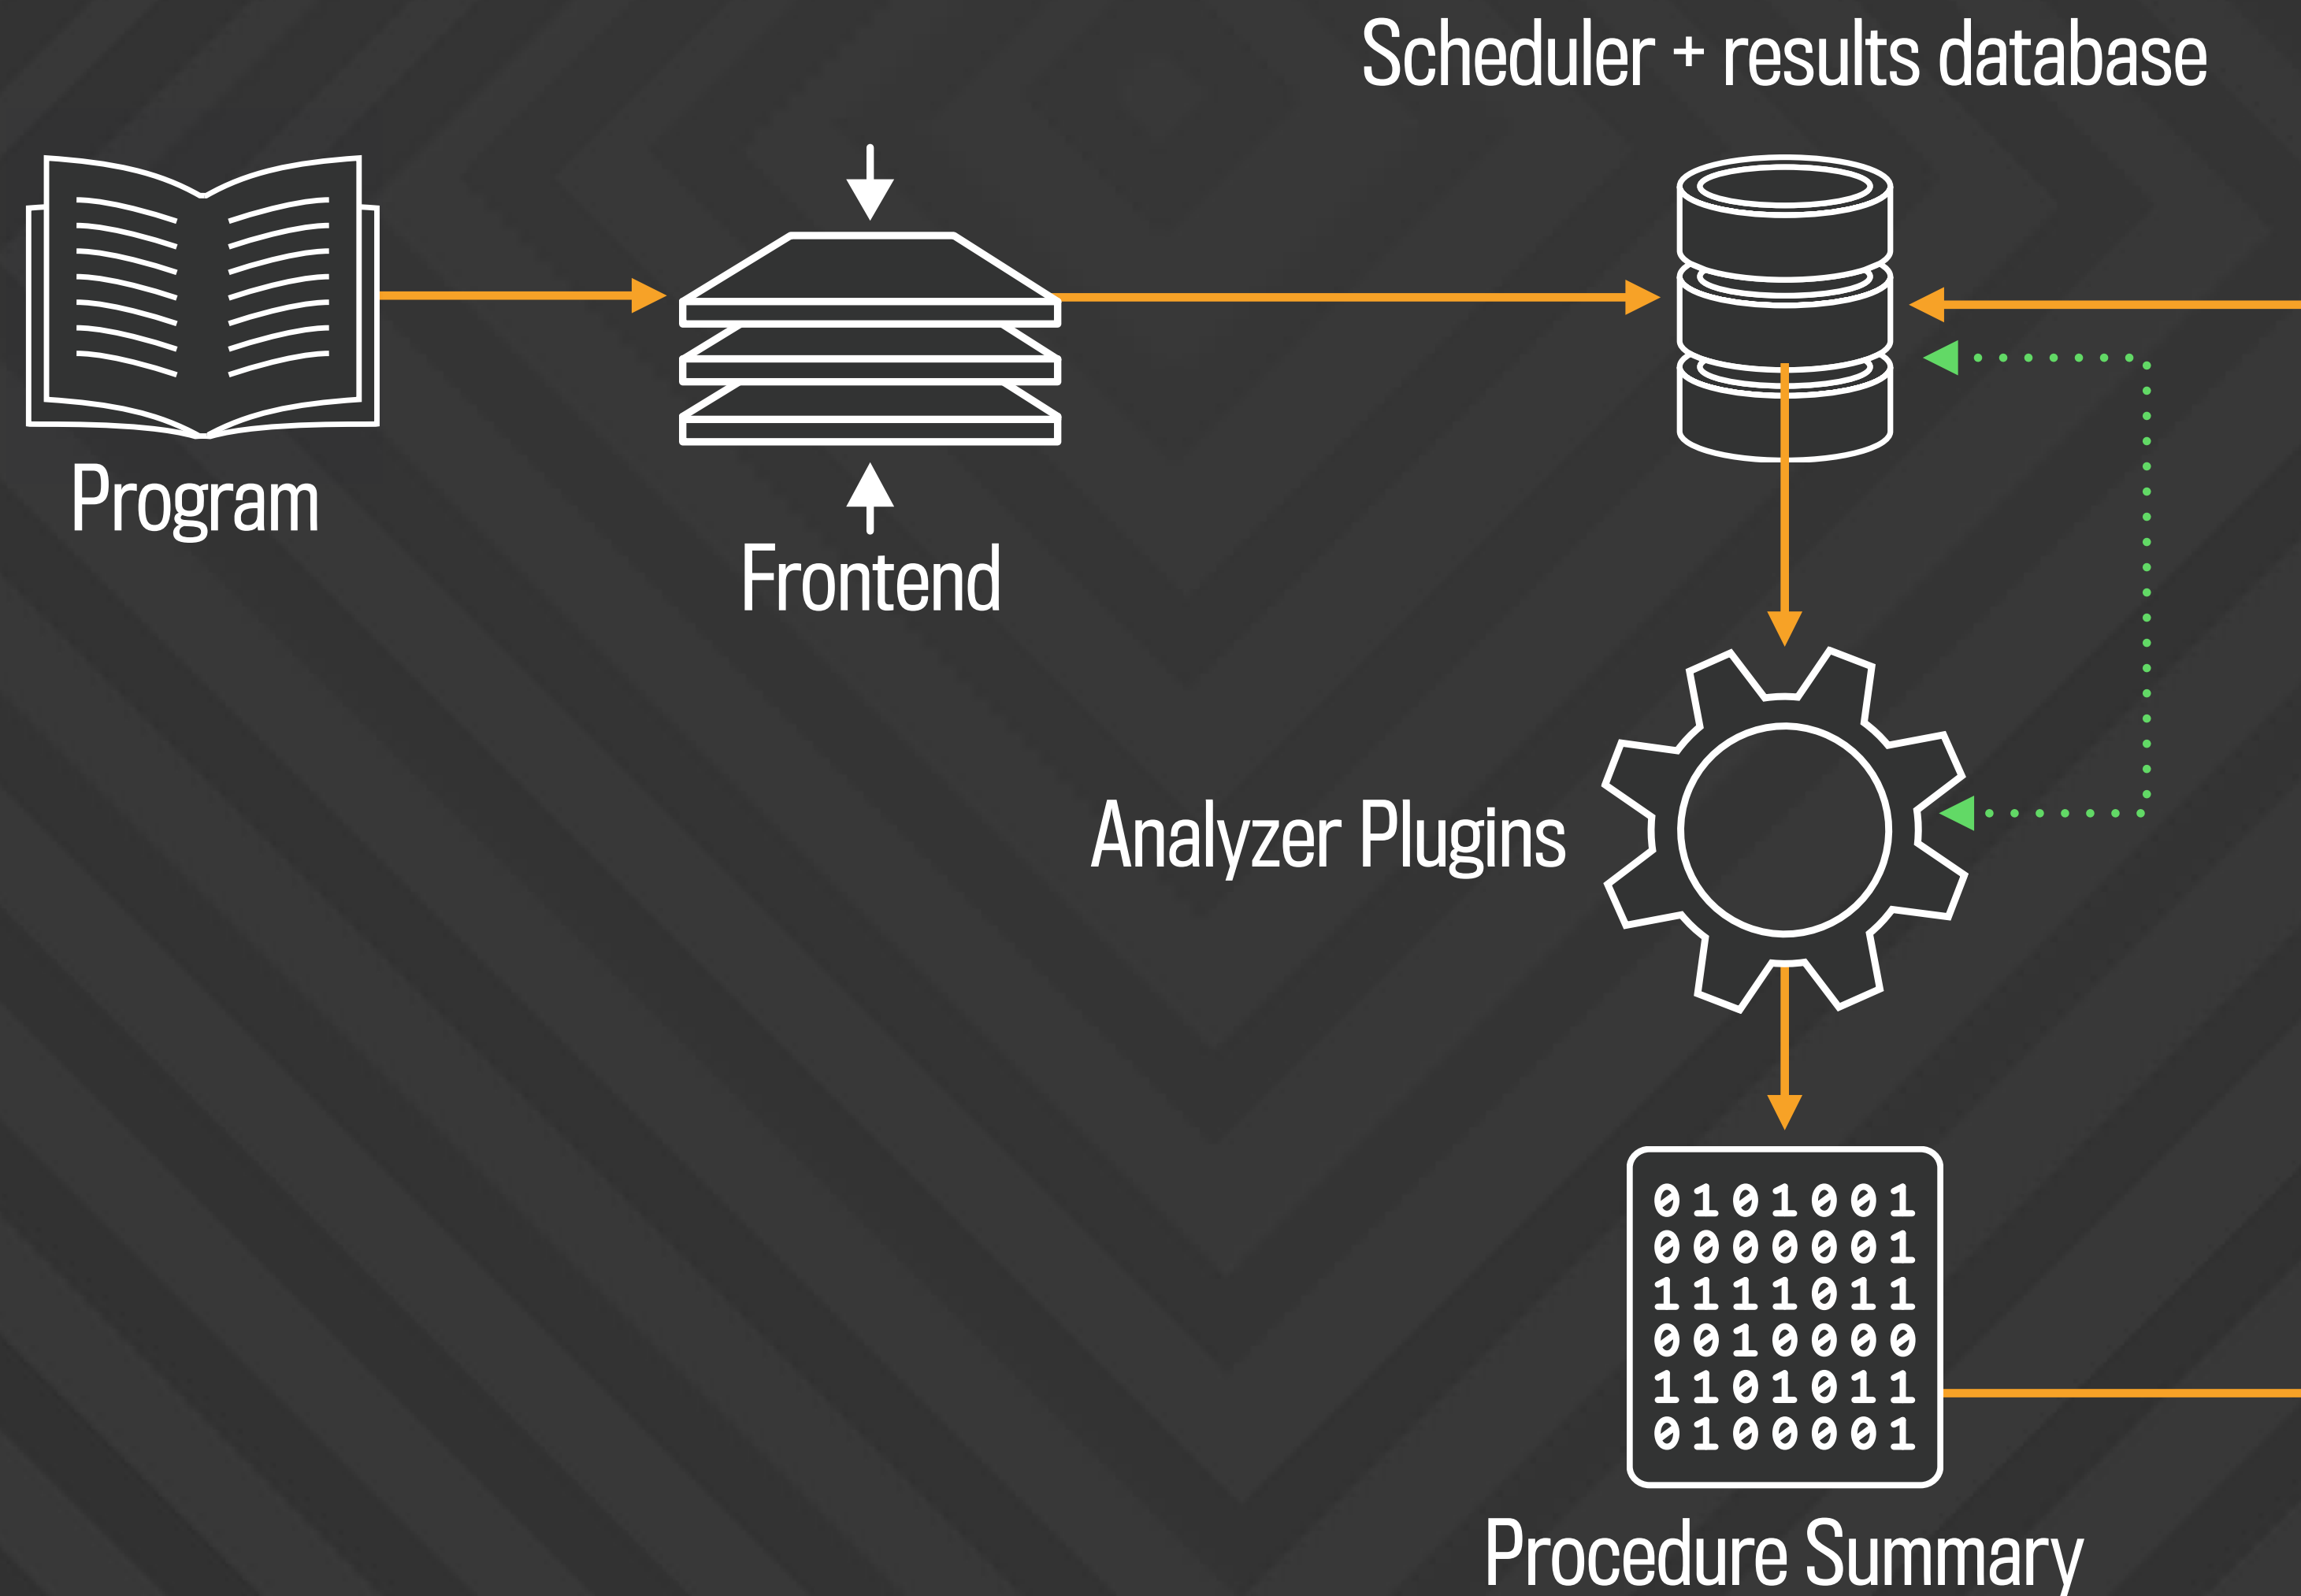 Scheduler + results database
Program
Frontend
Analyzer Plugins
0101001
0000001
1111011
0010000
1101011
0100001
Procedure Summary